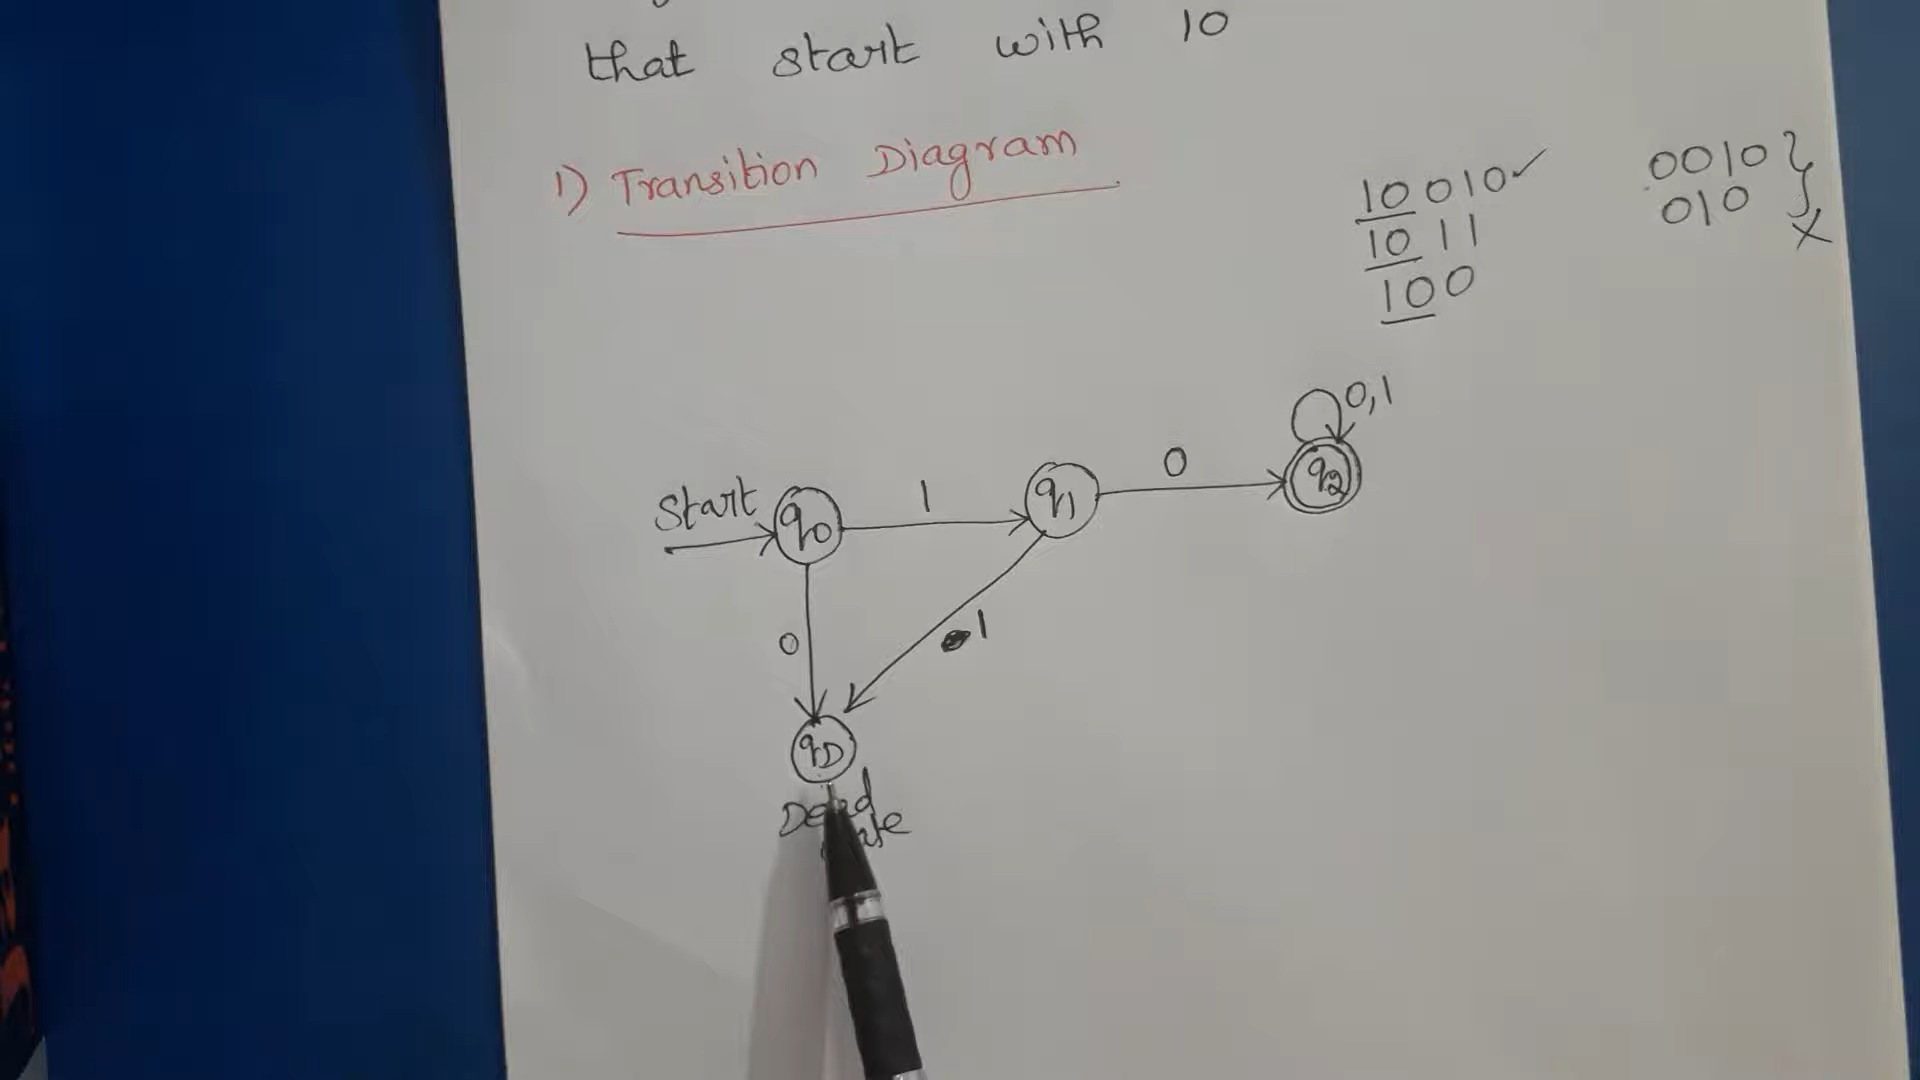 that start with 10
1) Transition Diagram
10010✓
1011
100
0010
010
X
0,1
Start
q0
1
q1
0
q2
0
1
qD
Dead